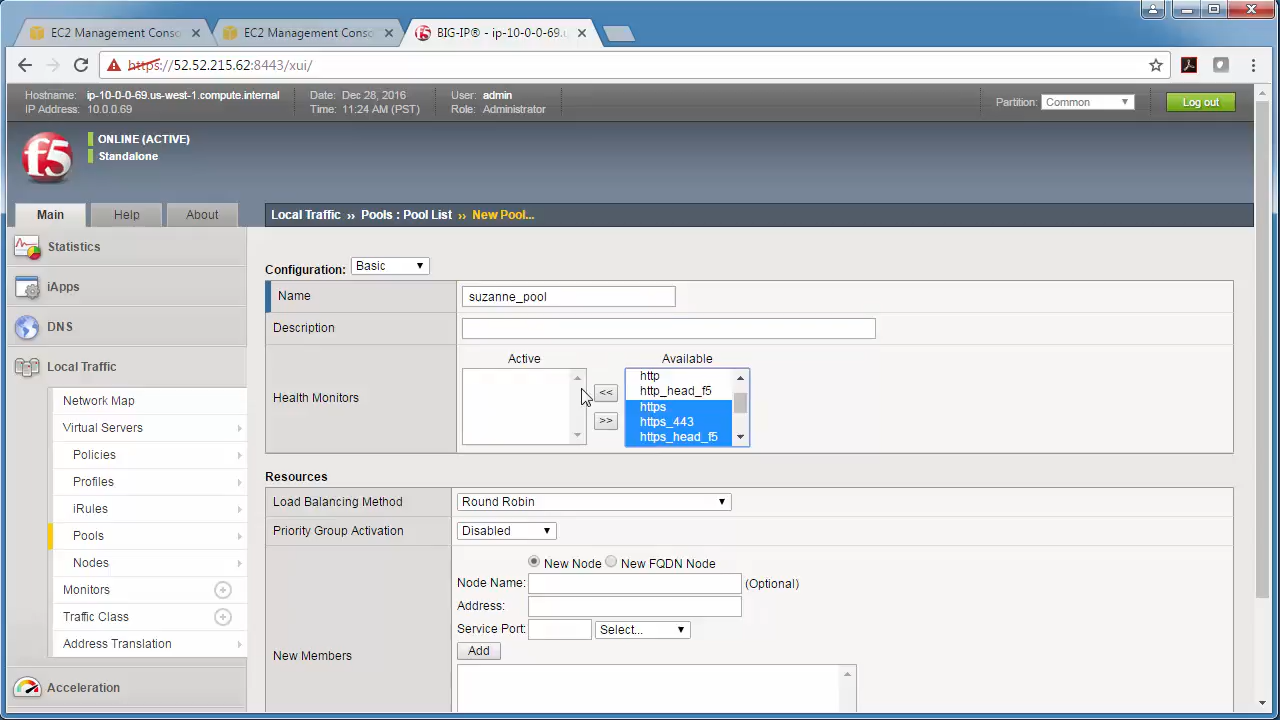 EC2 Management Conso
EC2 Management Conso
BIG-IP® - ip-10-0-0-69.u
https://52.52.215.62:8443/xui/
Hostname: ip-10-0-0-69.us-west-1.compute.internal
IP Address: 10.0.0.69
Date: Dec 28, 2016
Time: 11:24 AM (PST)
User: admin
Role: Administrator
Partition: Common
Log out
f5
ONLINE (ACTIVE)
Standalone
Main
Help
About
Local Traffic ›› Pools : Pool List ›› New Pool...
Statistics
iApps
DNS
Local Traffic
Network Map
Virtual Servers
Policies
Profiles
iRules
Pools
Nodes
Monitors
Traffic Class
Address Translation
Acceleration
Configuration: Basic
Name
suzanne_pool
Description
Health Monitors
Active
Available
<<
>>
http
http_head_f5
https
https_443
https_head_f5
Resources
Load Balancing Method
Round Robin
Priority Group Activation
Disabled
New Members
New Node
New FQDN Node
Node Name:
(Optional)
Address:
Service Port:
Select...
Add